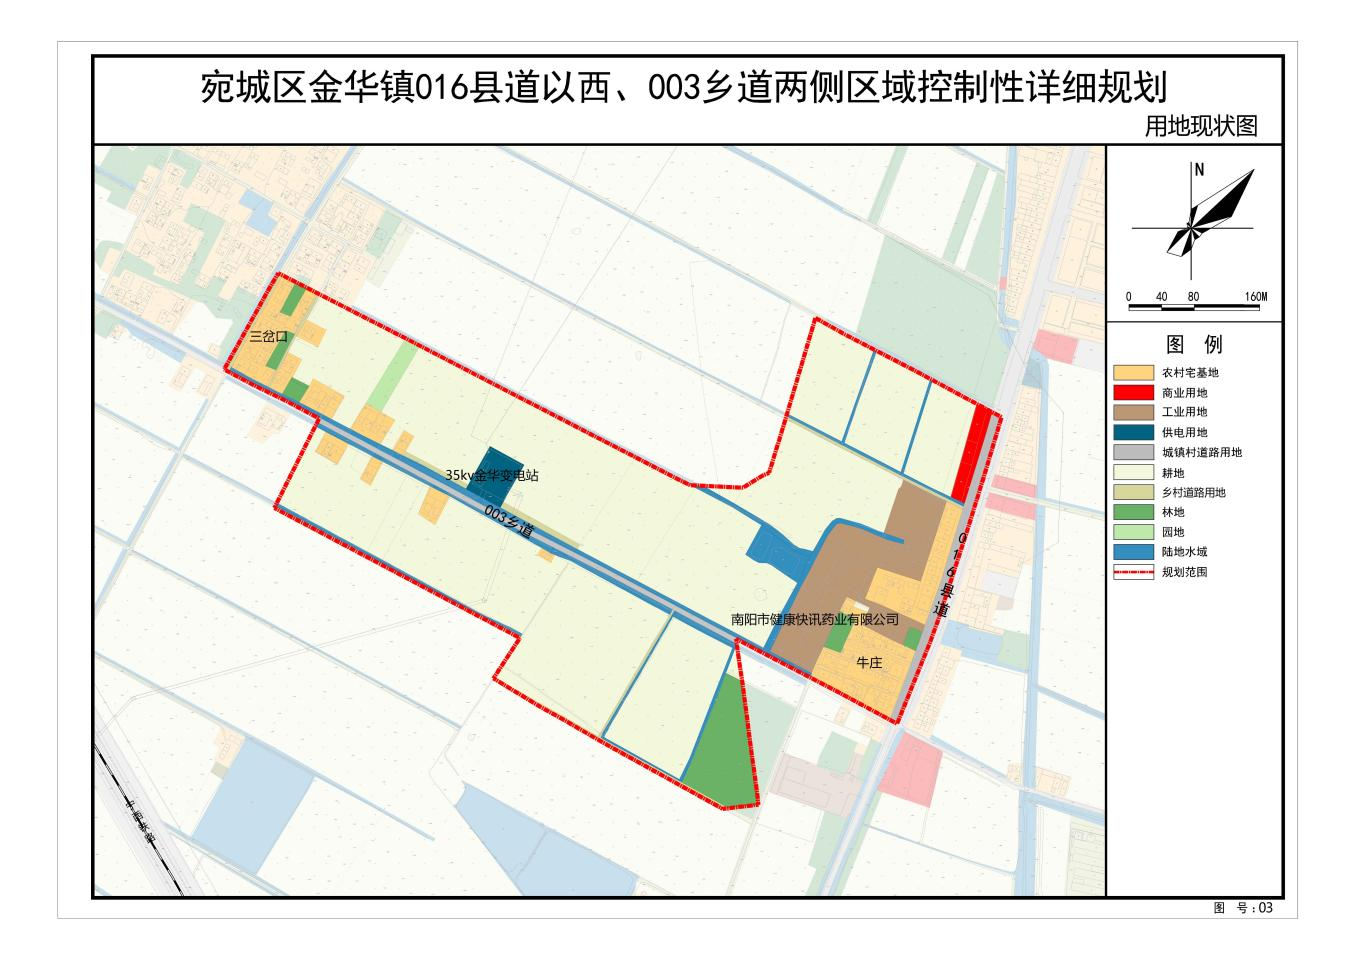 宛城区金华镇016县道以西、003乡道两侧区域控制性详细规划
用地现状图
N
0 40 80 160M
图 例
农村宅基地
商业用地
工业用地
供电用地
城镇村道路用地
耕地
乡村道路用地
林地
园地
陆地水域
规划范围
三岔口
35kv金华变电站
003乡道
016县道
南阳市健康快讯药业有限公司
牛庄
宁西铁路
图 号:03